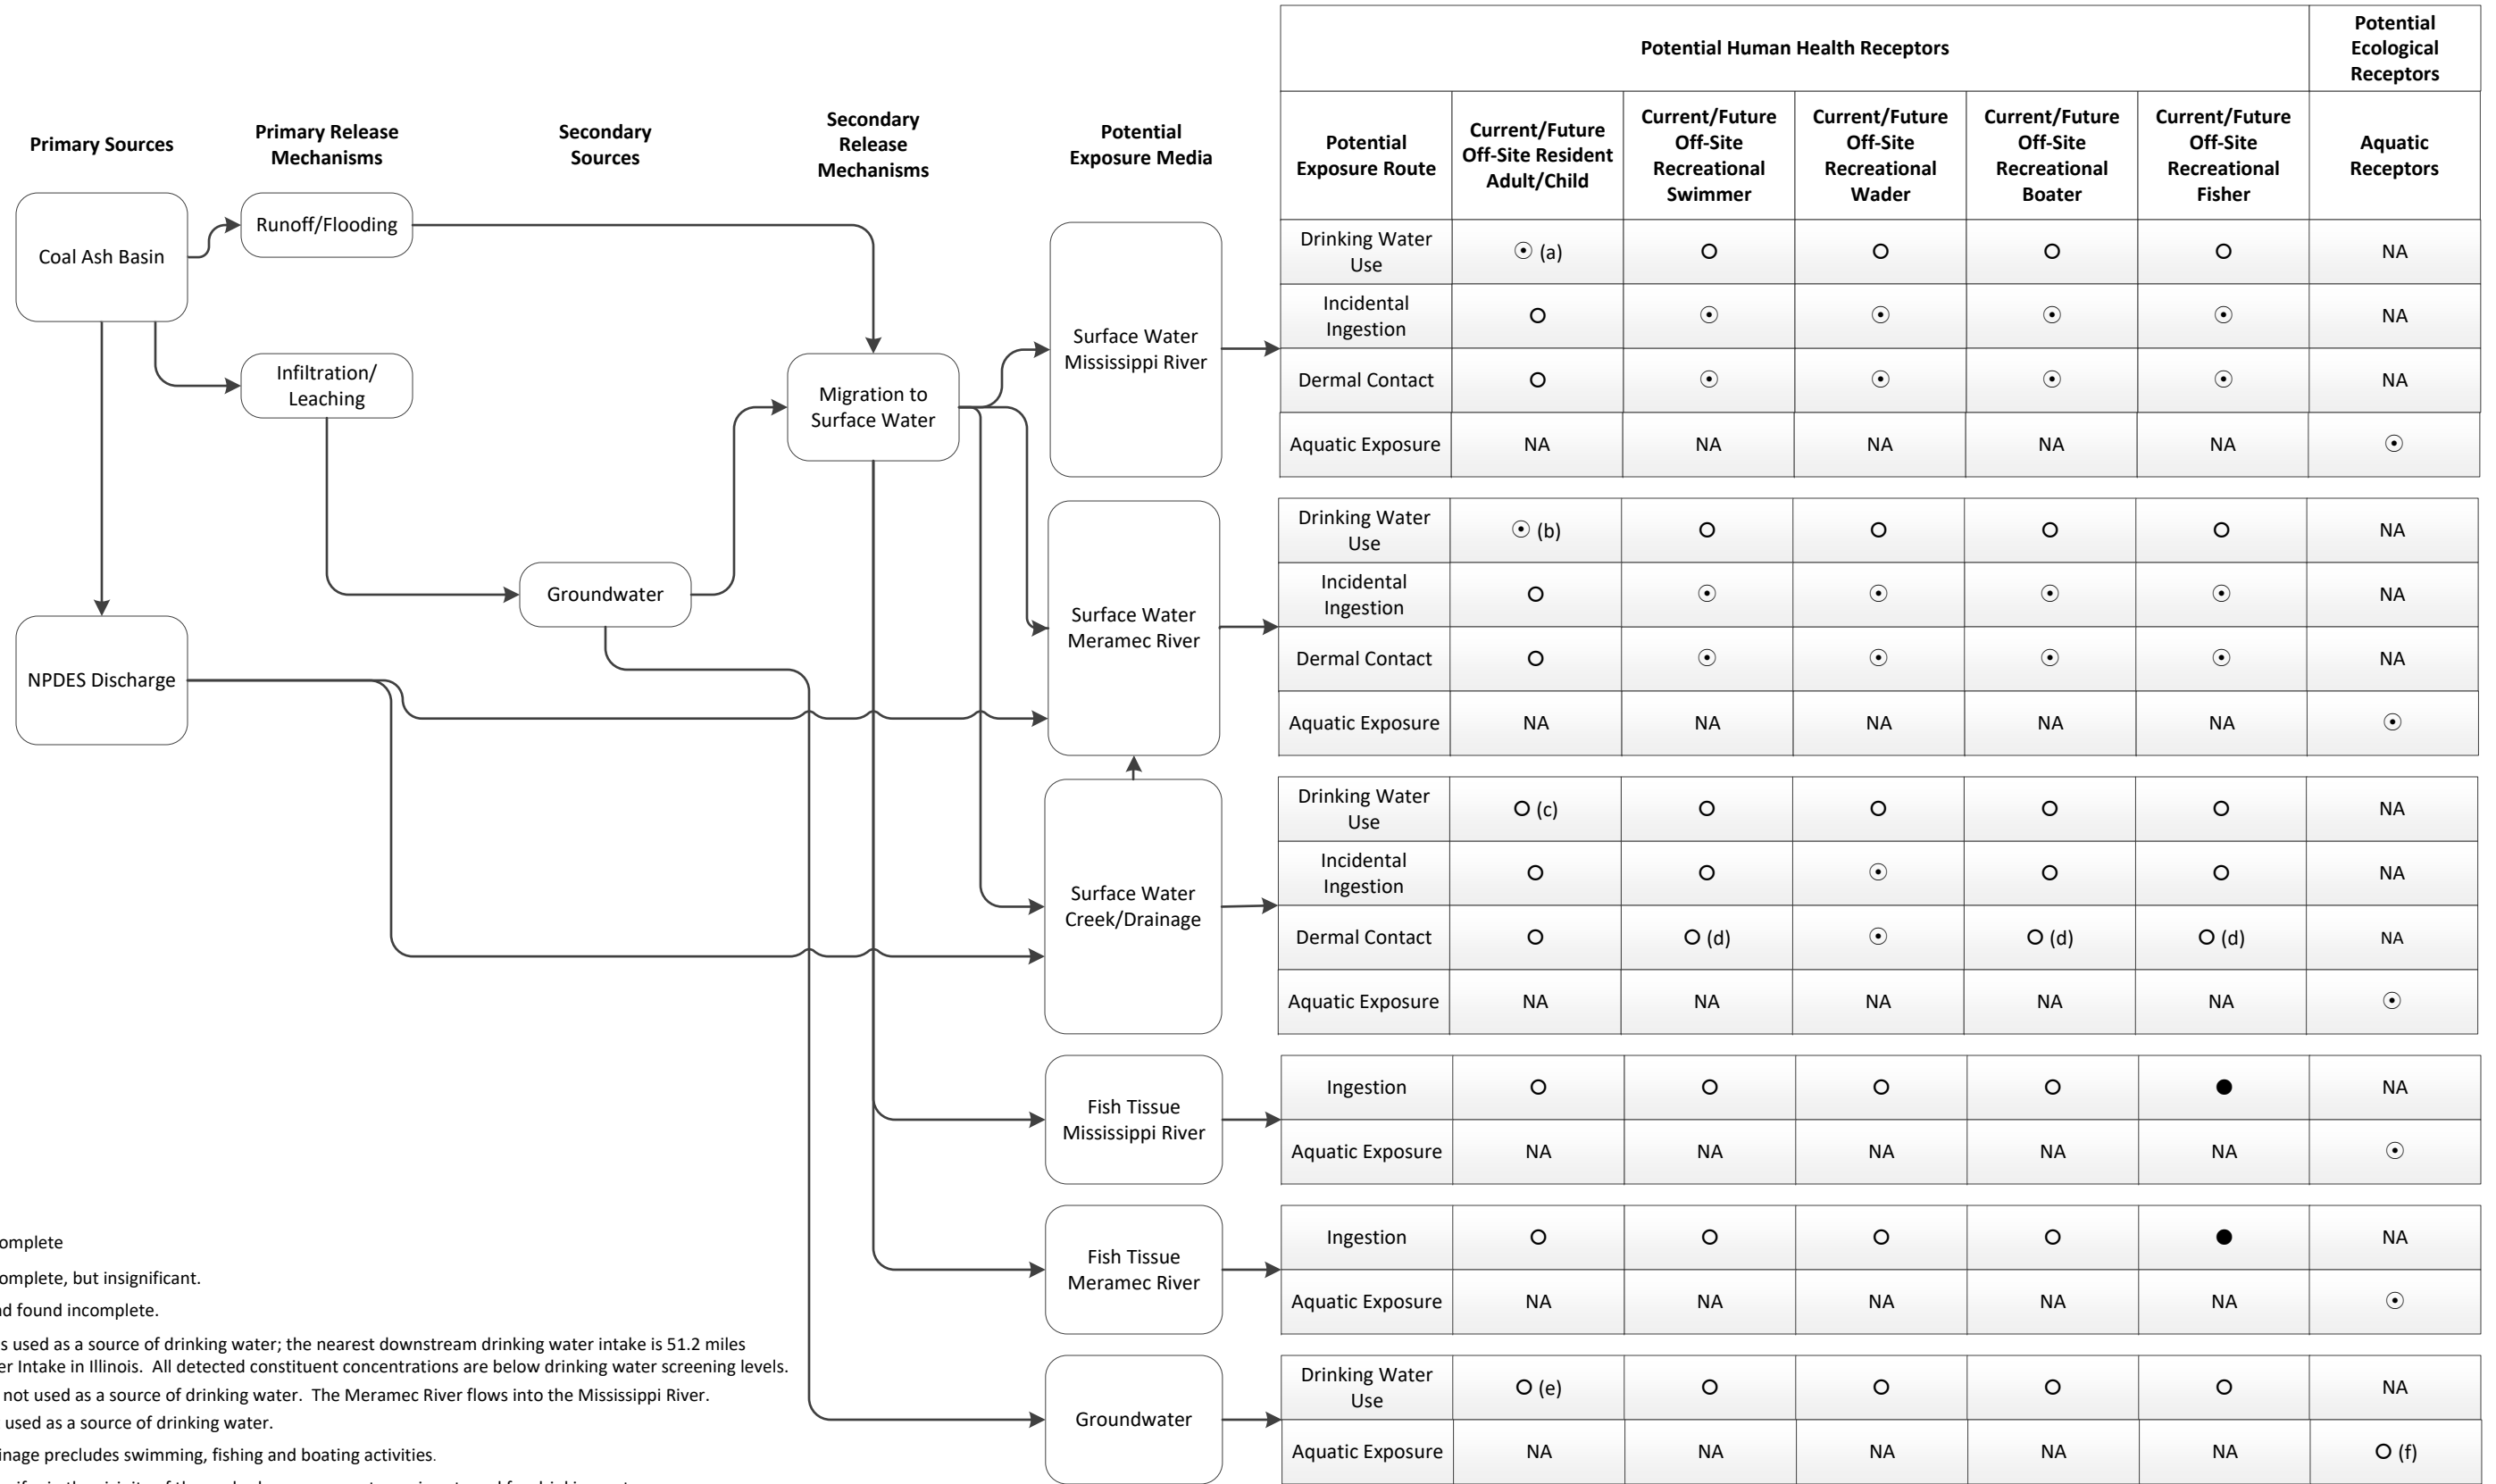 Potential Human Health Receptors
Potential
Ecological
Receptors
Primary Sources
Primary Release
Mechanisms
Secondary
Sources
Secondary
Release
Mechanisms
Potential
Exposure Media
Potential
Exposure Route
Current/Future
Off-Site Resident
Adult/Child
Current/Future
Off-Site
Recreational
Swimmer
Current/Future
Off-Site
Recreational
Wader
Current/Future
Off-Site
Recreational
Boater
Current/Future
Off-Site
Recreational
Fisher
Aquatic
Receptors
Coal Ash Basin
Runoff/Flooding
Infiltration/
Leaching
Groundwater
Migration to
Surface Water
NPDES Discharge
Surface Water
Mississippi River
Drinking Water
Use
☉ (a) O O O O NA
Incidental
Ingestion
O ☉ ☉ ☉ ☉ NA
Dermal Contact O ☉ ☉ ☉ ☉ NA
Aquatic Exposure NA NA NA NA NA ☉
Surface Water
Meramec River
Drinking Water
Use
☉ (b) O O O O NA
Incidental
Ingestion
O ☉ ☉ ☉ ☉ NA
Dermal Contact O ☉ ☉ ☉ ☉ NA
Aquatic Exposure NA NA NA NA NA ☉
Surface Water
Creek/Drainage
Drinking Water
Use
O (c) O O O O NA
Incidental
Ingestion
O O ☉ O O NA
Dermal Contact O O (d) ☉ O (d) O (d) NA
Aquatic Exposure NA NA NA NA NA ☉
Fish Tissue
Mississippi River
Ingestion O O O O ● NA
Aquatic Exposure NA NA NA NA NA ☉
Fish Tissue
Meramec River
Ingestion O O O O ● NA
Aquatic Exposure NA NA NA NA NA ☉
Groundwater
Drinking Water
Use
O (e) O O O O NA
Aquatic Exposure NA NA NA NA NA O (f)
omplete
omplete, but insignificant.
nd found incomplete.
s used as a source of drinking water; the nearest downstream drinking water intake is 51.2 miles
er Intake in Illinois. All detected constituent concentrations are below drinking water screening levels.
not used as a source of drinking water. The Meramec River flows into the Mississippi River.
used as a source of drinking water.
inage precludes swimming, fishing and boating activities.